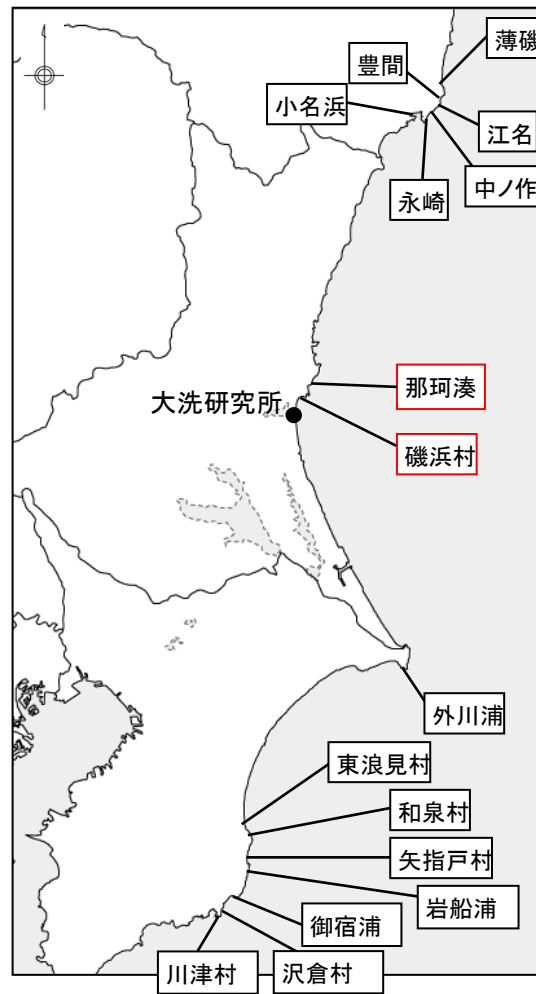 薄磯
豊間
小名浜
江名
中ノ作
永崎
那珂湊
大洗研究所
磯浜村
外川浦
東浪見村
和泉村
矢指戸村
岩船浦
御宿浦
川津村
沢倉村